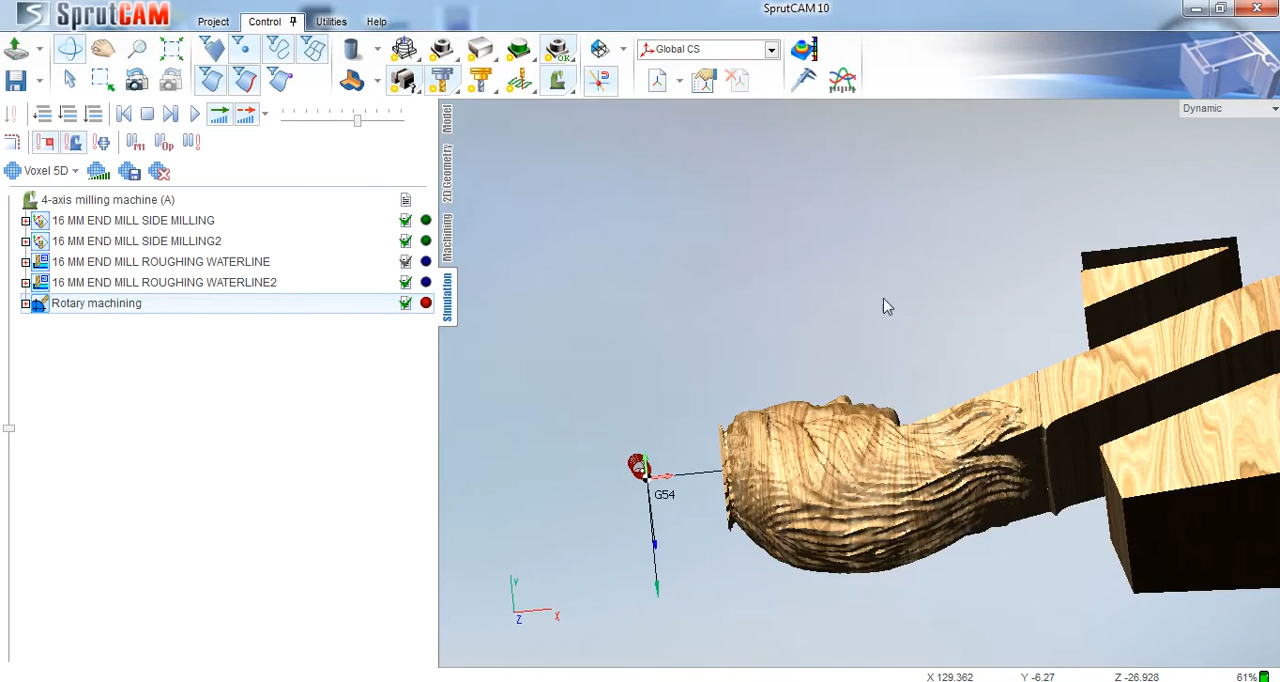 SprutCAM
SprutCAM 10
Project Control Utilities Help
Global CS
Dynamic
Voxel 5D
4-axis milling machine (A)
16 MM END MILL SIDE MILLING
16 MM END MILL SIDE MILLING2
16 MM END MILL ROUGHING WATERLINE
16 MM END MILL ROUGHING WATERLINE2
Rotary machining
Model
2D Geometry
Machining
Simulation
G54
Y
X
Z
X 129.362 Y -6.27 Z -26.928 61%